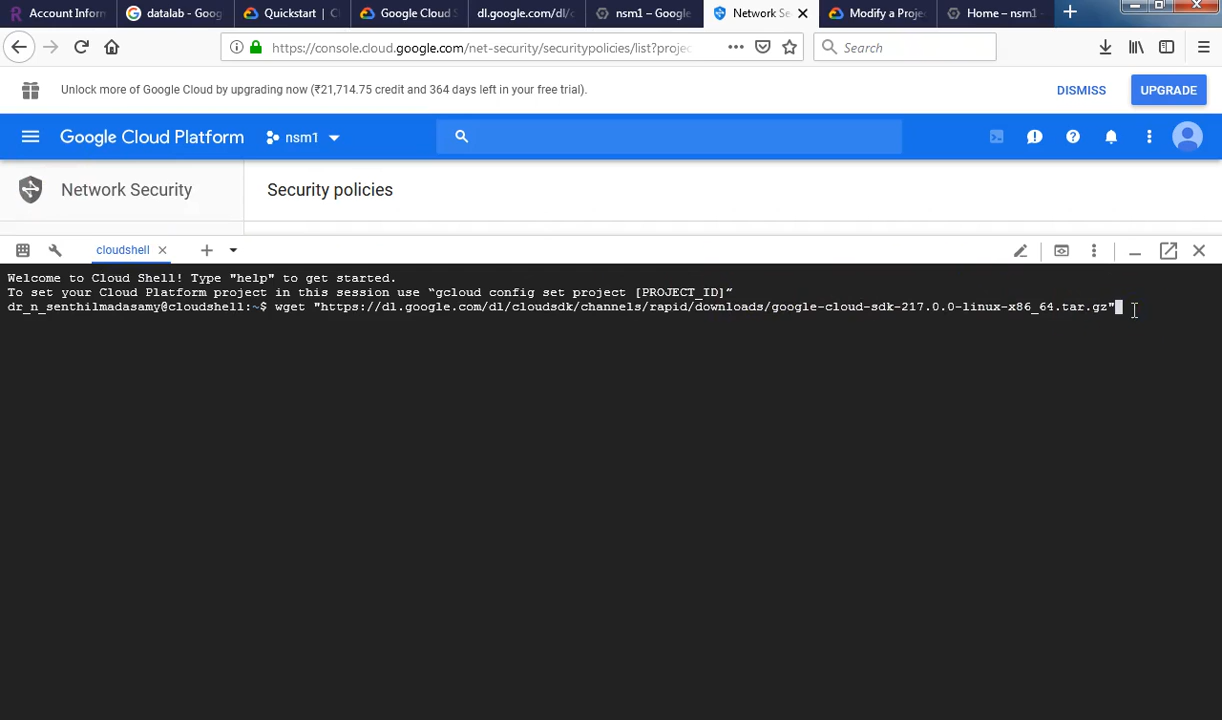 Account Inform
datalab - Goog
Quickstart | Cl
Google Cloud S
dl.google.com/dl/c
nsm1 – Google
Network Se
Modify a Proje
Home – nsm1 –
https://console.cloud.google.com/net-security/securitypolicies/list?projec
Search
Unlock more of Google Cloud by upgrading now (₹21,714.75 credit and 364 days left in your free trial).
DISMISS
UPGRADE
Google Cloud Platform
nsm1
Network Security
Security policies
cloudshell
Welcome to Cloud Shell! Type "help" to get started.
To set your Cloud Platform project in this session use “gcloud config set project [PROJECT_ID]”
dr_n_senthilmadasamy@cloudshell:~$ wget "https://dl.google.com/dl/cloudsdk/channels/rapid/downloads/google-cloud-sdk-217.0.0-linux-x86_64.tar.gz"